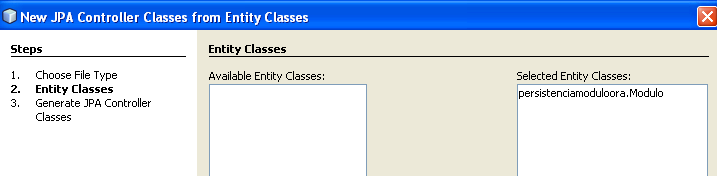 New JPA Controller Classes from Entity Classes
Steps
1. Choose File Type
2. Entity Classes
3. Generate JPA Controller
Classes
Entity Classes
Available Entity Classes:
Selected Entity Classes:
persistenciamoduloora.Modulo